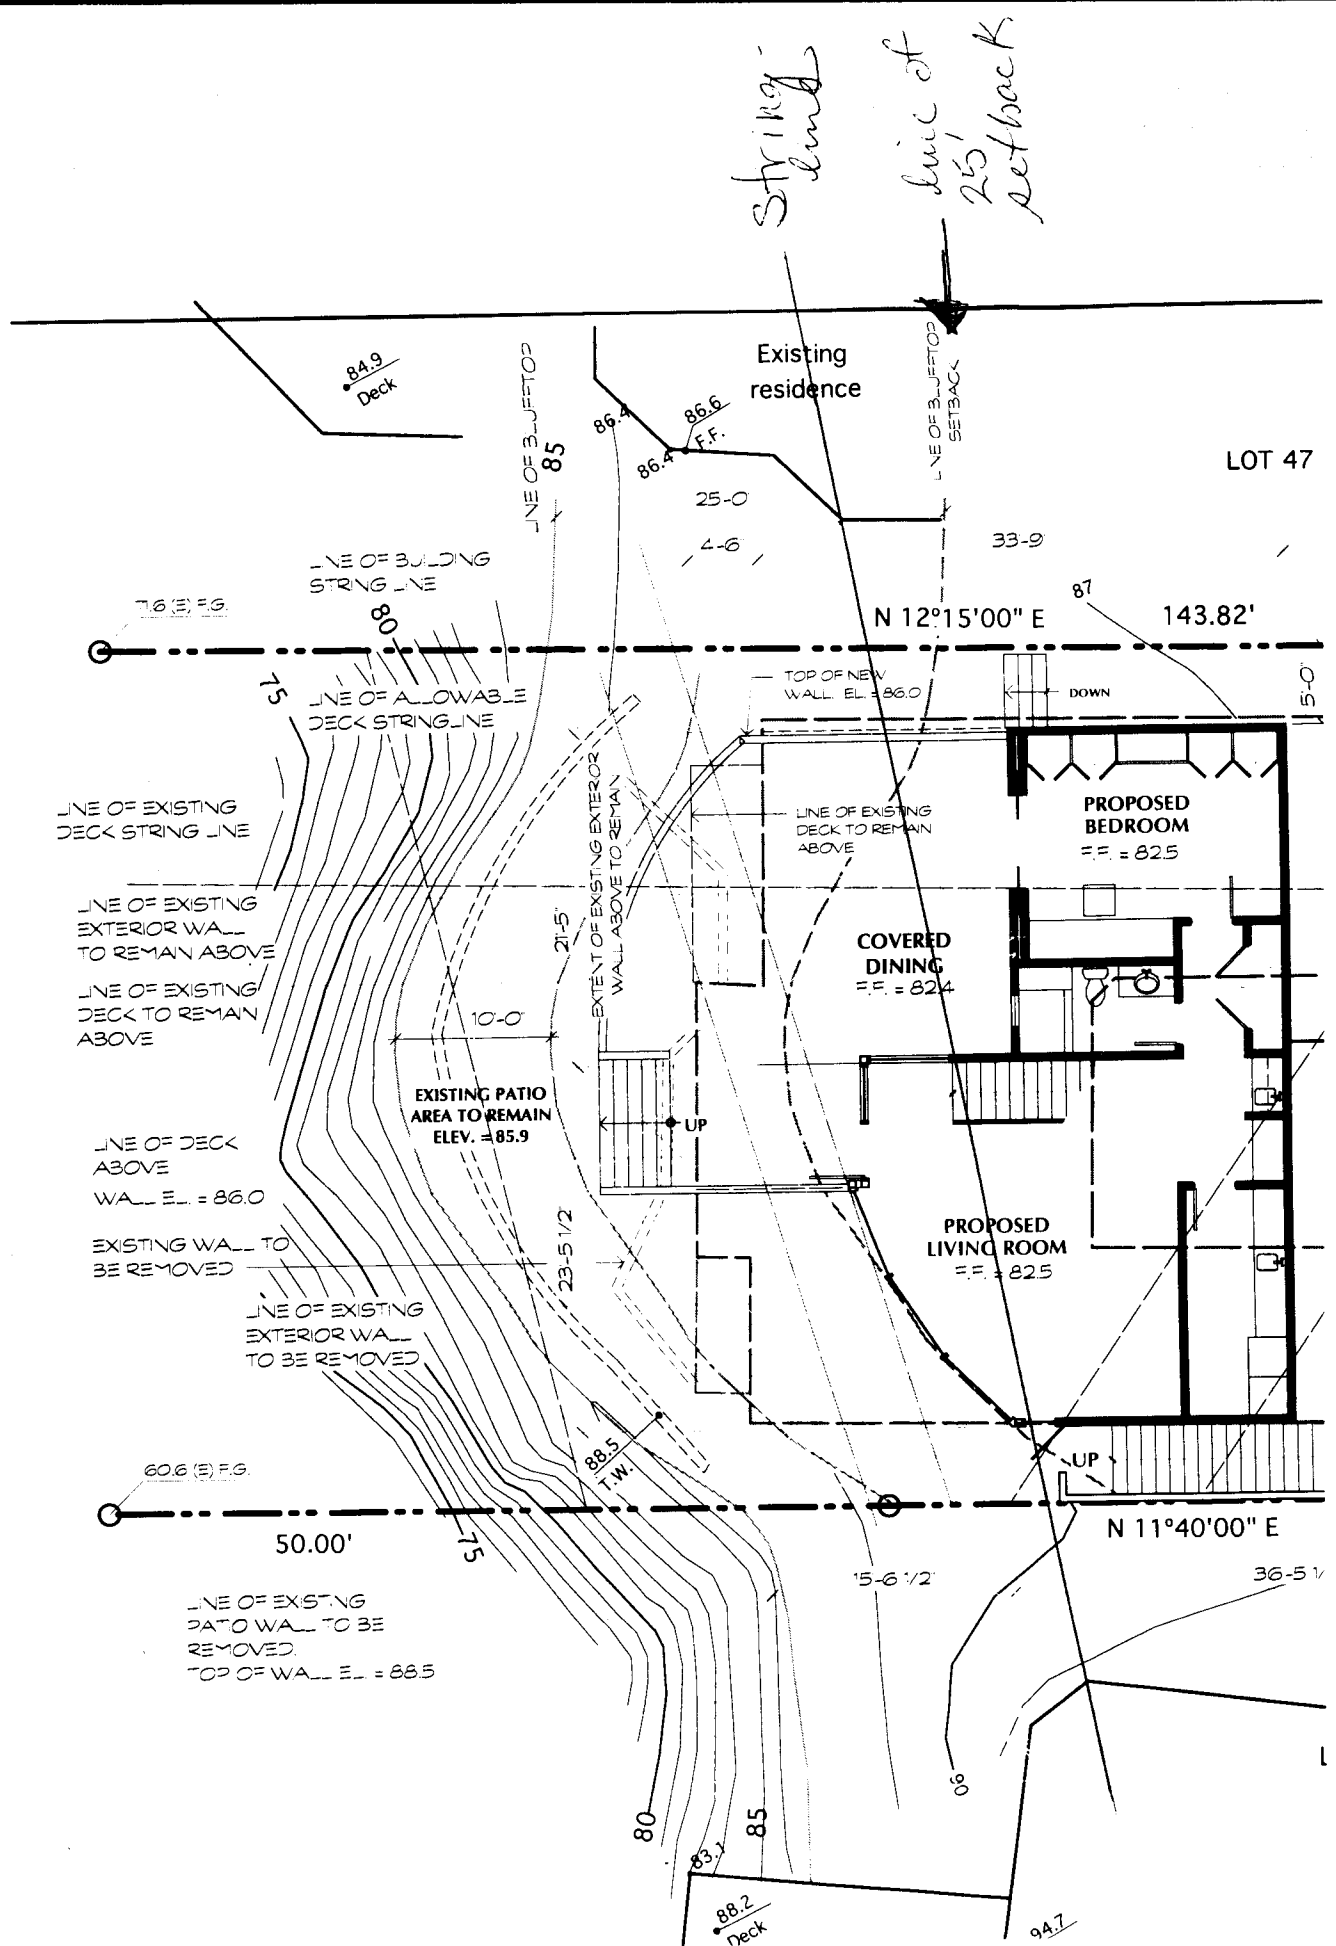 String-
line
line of
25'
setback
84.9
Deck
LINE OF BLUFFTOP
85
86.4
86.6
F.F.
86.4
Existing
residence
LINE OF BLUFFTOP
SETBACK
LOT 47
25-0
4-6
33-9
LINE OF BUILDING
STRING LINE
71.6 (E) F.G.
80
75
N 12°15'00" E
87
143.82'
LINE OF ALLOWABLE
DECK STRINGLINE
TOP OF NEW
WALL. EL. = 86.0
DOWN
5'-0"
LINE OF EXISTING
DECK STRING LINE
EXTENT OF EXISTING EXTERIOR
WALL ABOVE TO REMAIN
LINE OF EXISTING
DECK TO REMAIN
ABOVE
PROPOSED
BEDROOM
F.F. = 82.5
LINE OF EXISTING
EXTERIOR WALL
TO REMAIN ABOVE
21'-5"
COVERED
DINING
F.F. = 82.4
LINE OF EXISTING
DECK TO REMAIN
ABOVE
10'-0"
EXISTING PATIO
AREA TO REMAIN
ELEV. = 85.9
UP
LINE OF DECK
ABOVE
WALL EL. = 86.0
EXISTING WALL TO
BE REMOVED
23'-5 1/2"
PROPOSED
LIVING ROOM
F.F. = 82.5
LINE OF EXISTING
EXTERIOR WALL
TO BE REMOVED
88.5
T.W.
UP
60.6 (E) F.G.
50.00'
75
N 11°40'00" E
15-6 1/2"
36-5 1/
LINE OF EXISTING
PATIO WALL TO BE
REMOVED.
TOP OF WALL EL. = 88.5
90
L
80
85
83.1
88.2
Deck
94.7